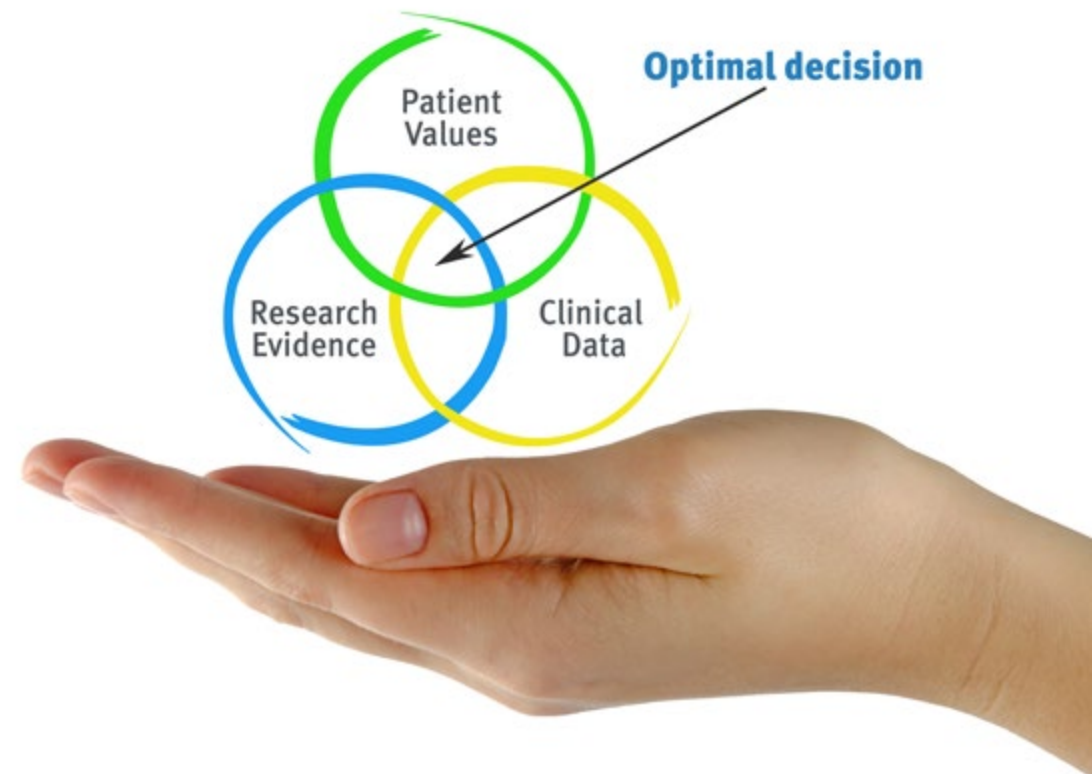 Optimal decision
Patient
Values
Research
Evidence
Clinical
Data